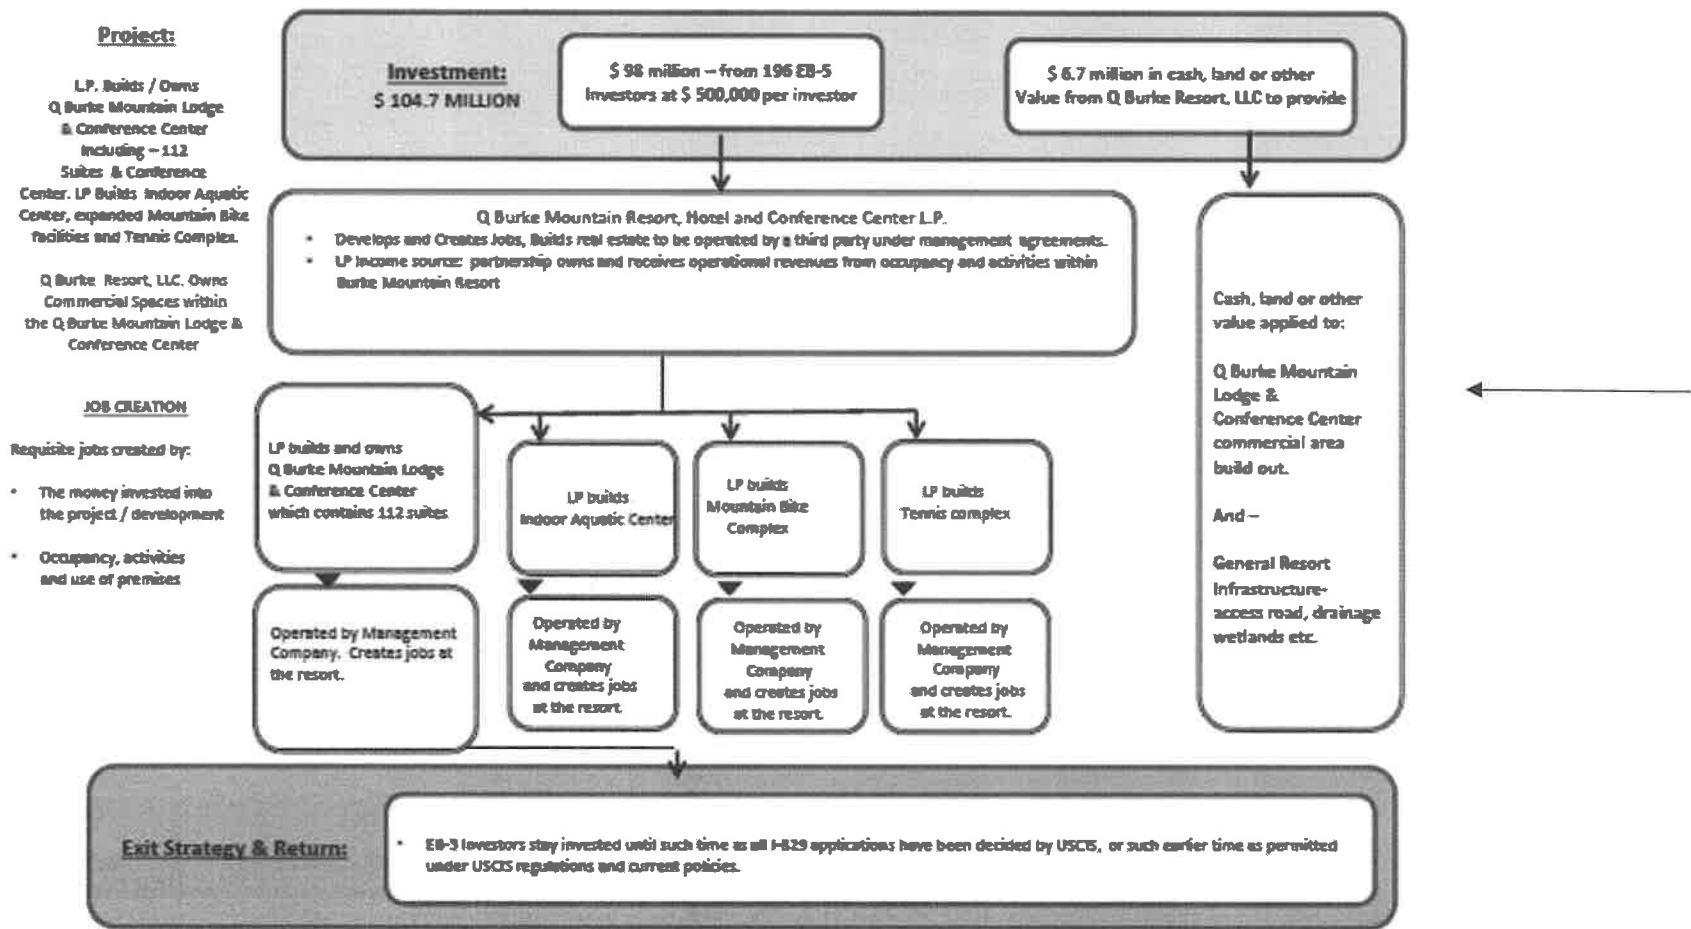 Project:
L.P. Builds / Owns
Q Burke Mountain Lodge
& Conference Center
Including – 112
Suites & Conference
Center. LP Builds Indoor Aquatic
Center, expanded Mountain Bike
facilities and Tennis Complex.
Q Burke Resort, LLC. Owns
Commercial Spaces within
the Q Burke Mountain Lodge &
Conference Center
JOB CREATION
Requisite jobs created by:
• The money invested into
the project / development
• Occupancy, activities
and use of premises
Investment:
$ 104.7 MILLION
$ 98 million – from 196 EB-5
Investors at $ 500,000 per investor
$ 6.7 million in cash, land or other
Value from Q Burke Resort, LLC to provide
Q Burke Mountain Resort, Hotel and Conference Center L.P.
• Develops and Creates Jobs, Builds real estate to be operated by a third party under management agreements.
• LP Income source: partnership owns and receives operational revenues from occupancy and activities within
Burke Mountain Resort
LP builds and owns
Q Burke Mountain Lodge
& Conference Center
which contains 112 suites
LP builds
Indoor Aquatic Center
LP builds
Mountain Bike
Complex
LP builds
Tennis complex
Operated by Management
Company. Creates jobs at
the resort.
Operated by
Management
Company
and creates jobs
at the resort.
Operated by
Management
Company
and creates jobs
at the resort.
Operated by
Management
Company
and creates jobs
at the resort.
Cash, land or other
value applied to:
Q Burke Mountain
Lodge &
Conference Center
commercial area
build out.
And –
General Resort
Infrastructure-
access road, drainage
wetlands etc.
Exit Strategy & Return:
• EB-5 Investors stay invested until such time as all I-829 applications have been decided by USCIS, or such earlier time as permitted
under USCIS regulations and current policies.